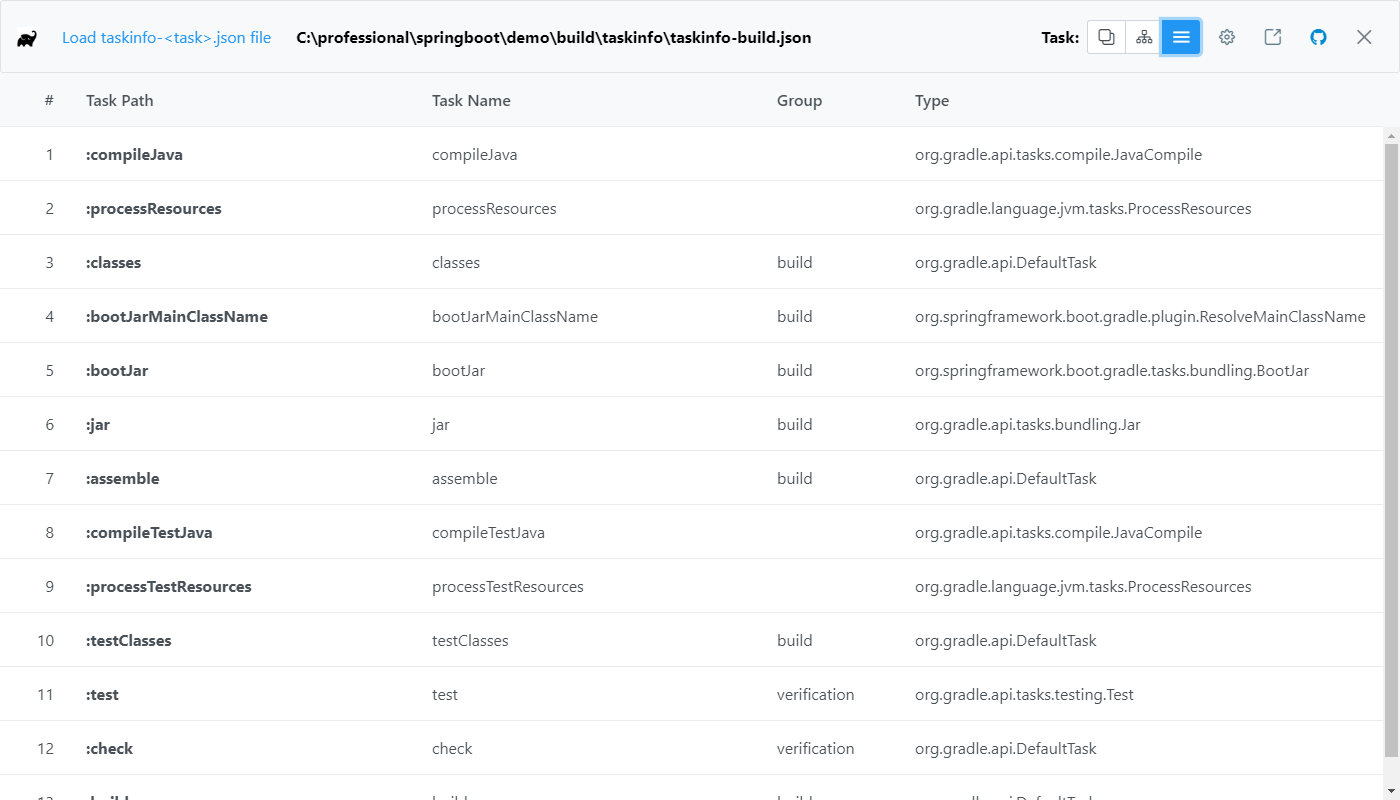 Load taskinfo-<task>.json file C:\professional\springboot\demo\build\taskinfo\taskinfo-build.json Task:
# Task Path Task Name Group Type
1 :compileJava compileJava org.gradle.api.tasks.compile.JavaCompile
2 :processResources processResources org.gradle.language.jvm.tasks.ProcessResources
3 :classes classes build org.gradle.api.DefaultTask
4 :bootJarMainClassName bootJarMainClassName build org.springframework.boot.gradle.plugin.ResolveMainClassName
5 :bootJar bootJar build org.springframework.boot.gradle.tasks.bundling.BootJar
6 :jar jar build org.gradle.api.tasks.bundling.Jar
7 :assemble assemble build org.gradle.api.DefaultTask
8 :compileTestJava compileTestJava org.gradle.api.tasks.compile.JavaCompile
9 :processTestResources processTestResources org.gradle.language.jvm.tasks.ProcessResources
10 :testClasses testClasses build org.gradle.api.DefaultTask
11 :test test verification org.gradle.api.tasks.testing.Test
12 :check check verification org.gradle.api.DefaultTask